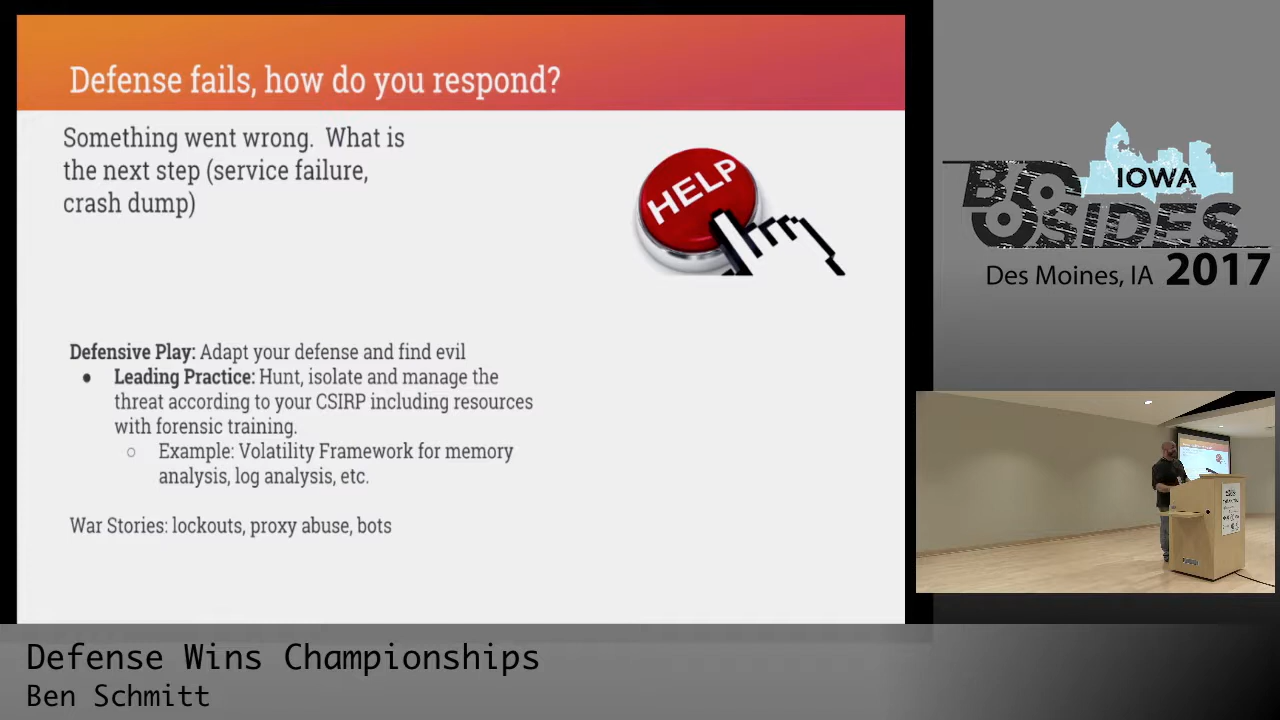 Defense fails, how do you respond?
Something went wrong. What is
the next step (service failure,
crash dump)
HELP
Defensive Play: Adapt your defense and find evil
● Leading Practice: Hunt, isolate and manage the
threat according to your CSIRP including resources
with forensic training.
○ Example: Volatility Framework for memory
analysis, log analysis, etc.
War Stories: lockouts, proxy abuse, bots
IOWA
BSIDES
Des Moines, IA 2017
Defense Wins Championships
Ben Schmitt